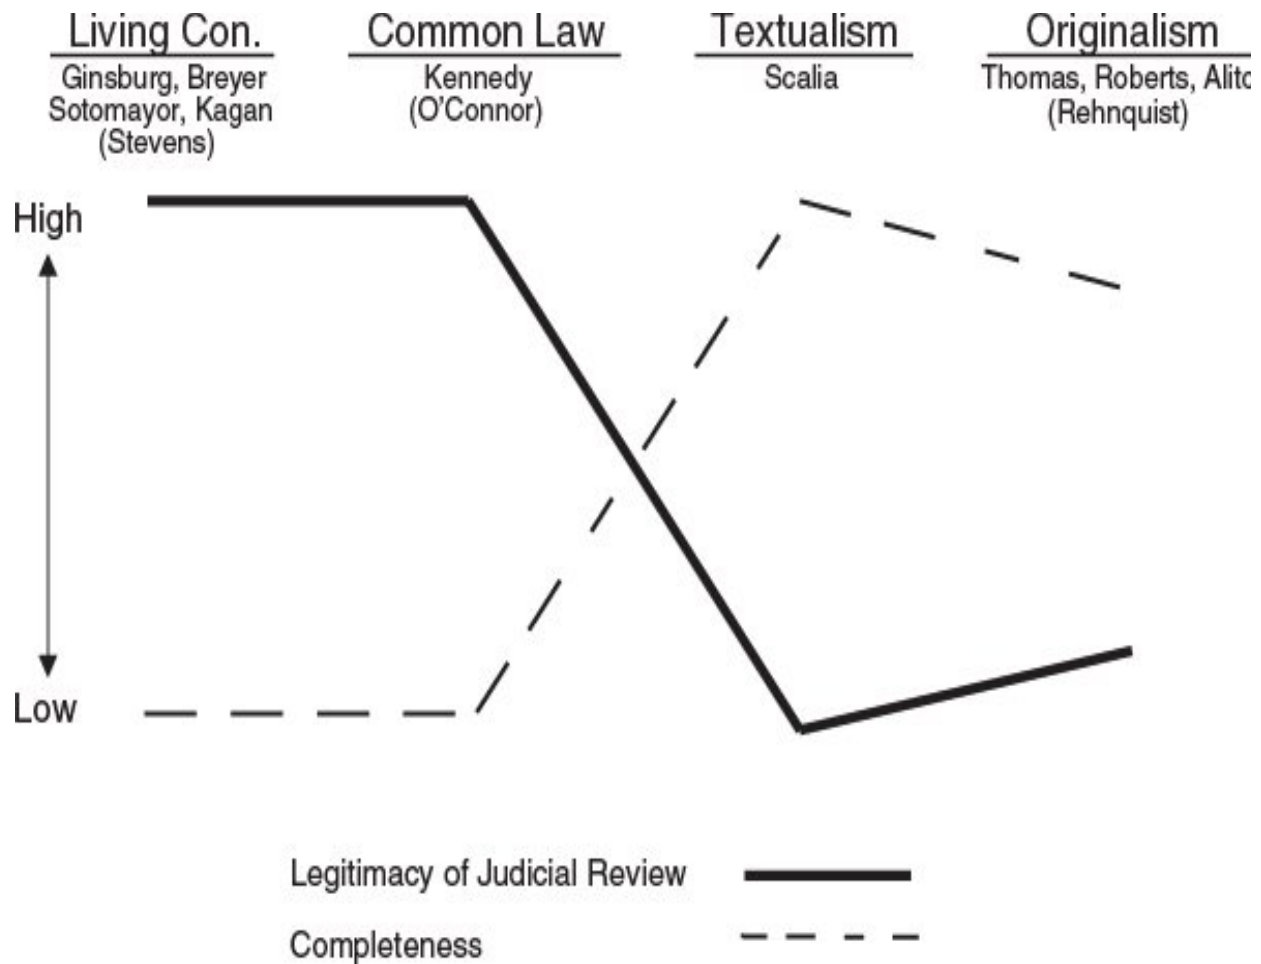 Living Con.
Ginsburg, Breyer
Sotomayor, Kagan
(Stevens)
Common Law
Kennedy
(O'Connor)
Textualism
Scalia
Originalism
Thomas, Roberts, Alito
(Rehnquist)
High
Low
Legitimacy of Judicial Review
Completeness